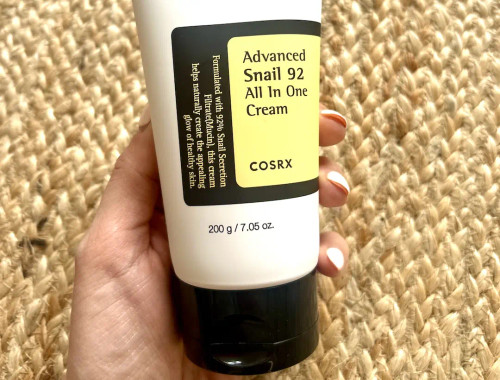 Advanced
Snail 92
All In One
Cream
COSRX
Formulated with 92% Snail Secretion
Filtrate(Mucin), this cream
helps naturally create the appealing
glow of healthy skin.
200 g / 7.05 oz.